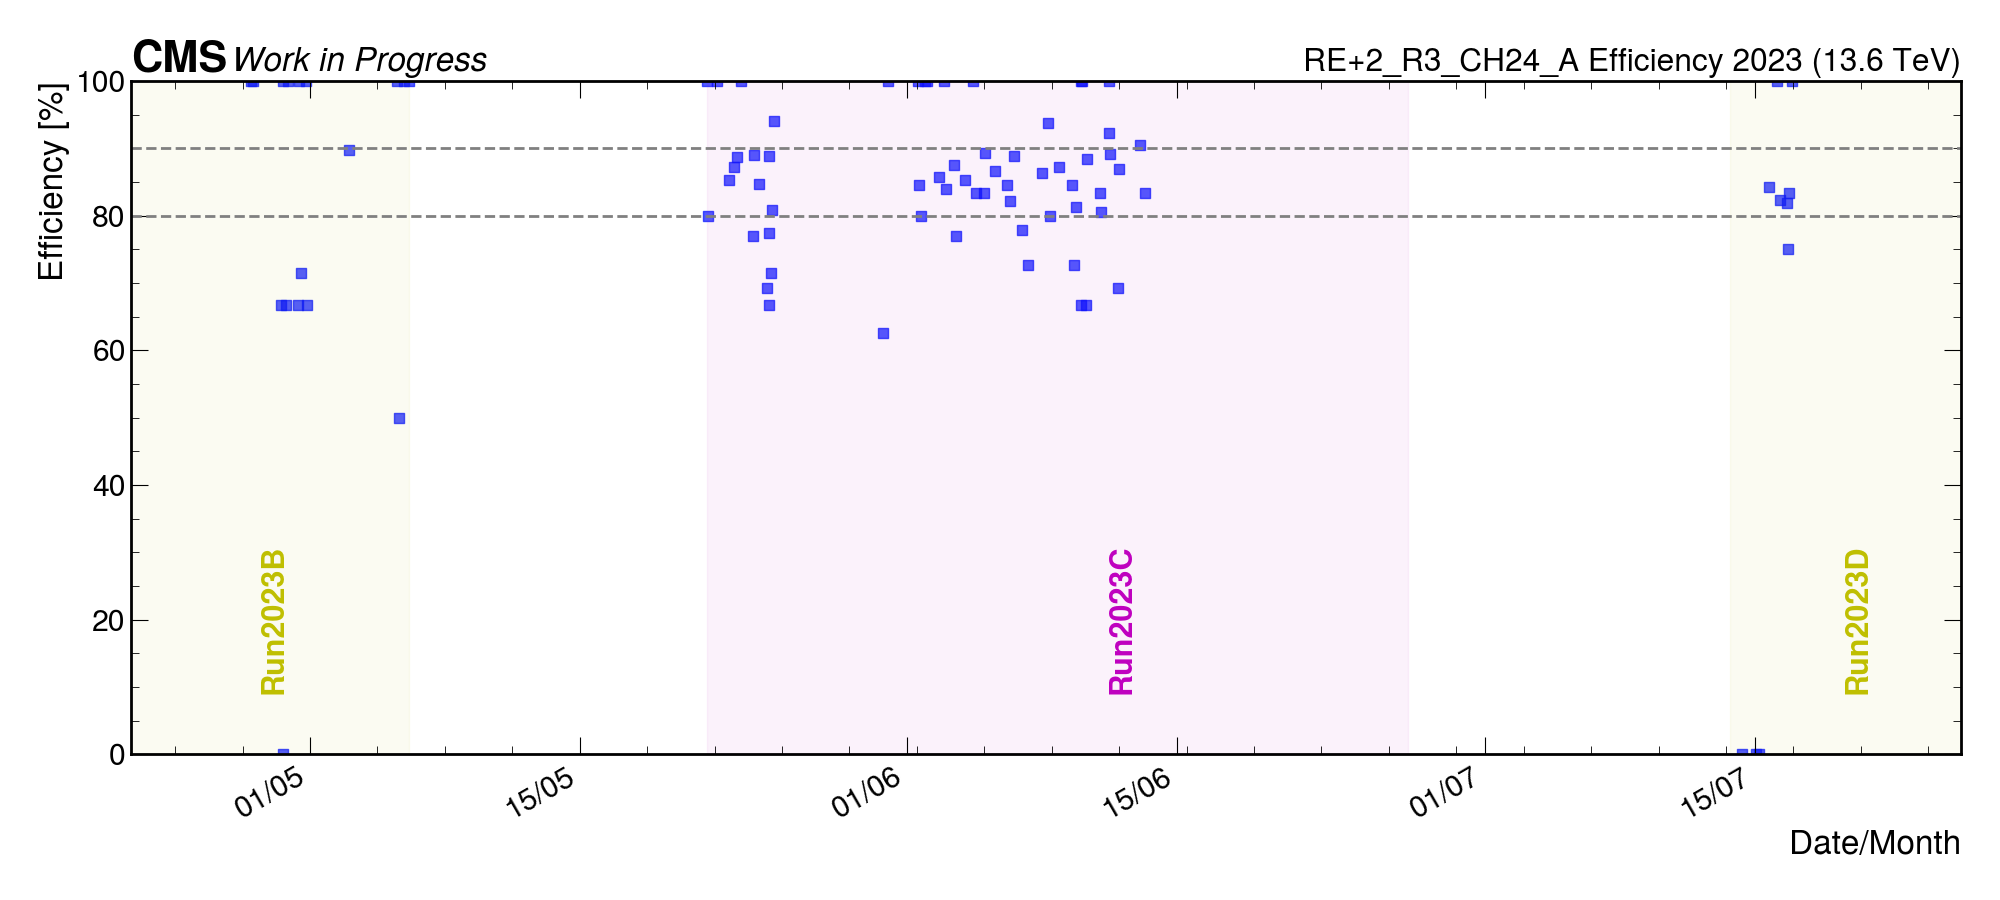 CMS Work in Progress
RE+2_R3_CH24_A Efficiency 2023 (13.6 TeV)
Efficiency [%]
100
80
60
40
20
0
Run2023B
Run2023C
Run2023D
01/05
15/05
01/06
15/06
01/07
15/07
Date/Month